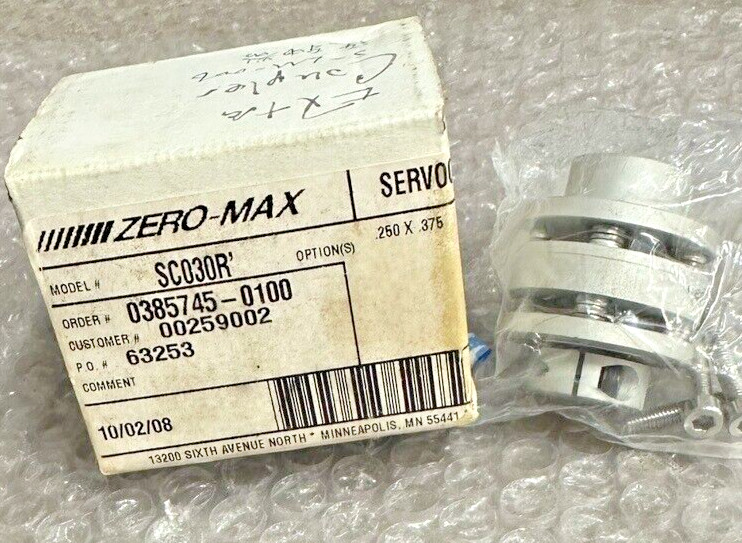 Extra
Coupler
ZERO-MAX
SERVO
MODEL # SC030R'
OPTION(S) .250 X .375
ORDER # 0385745-0100
CUSTOMER # 00259002
P.O. # 63253
COMMENT
10/02/08
13200 SIXTH AVENUE NORTH * MINNEAPOLIS, MN 55441